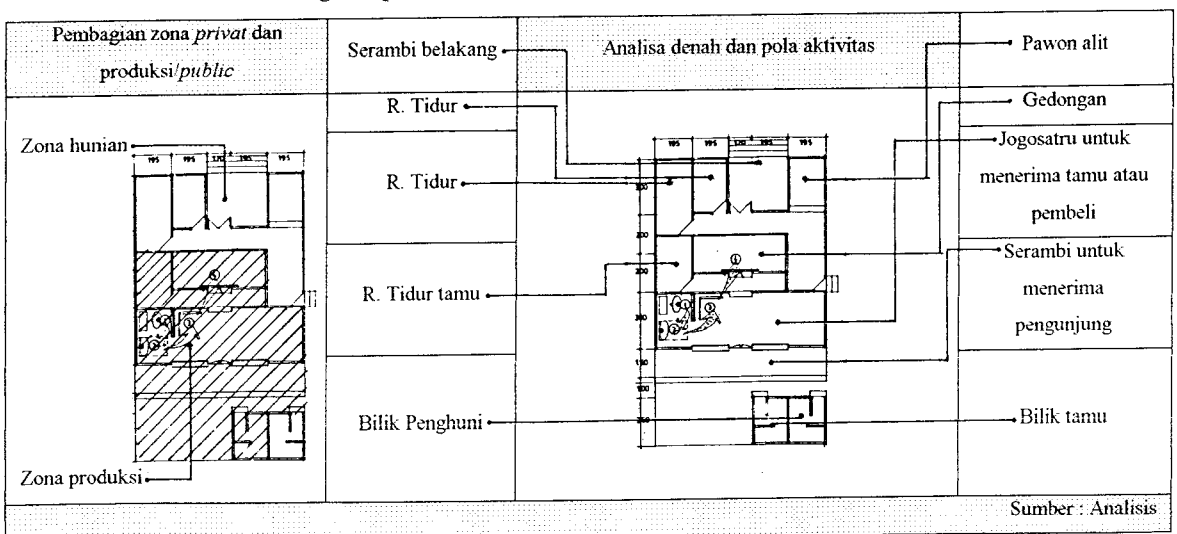 Pembagian zona privat dan
produksi/public
Serambi belakang
Analisa denah dan pola aktivitas
Pawon alit
R. Tidur
Gedongan
Zona hunian
R. Tidur
Jogosatru untuk
menerima tamu atau
pembeli
R. Tidur tamu
Serambi untuk
menerima
pengunjung
Bilik Penghuni
Bilik tamu
Zona produksi
Sumber : Analisis